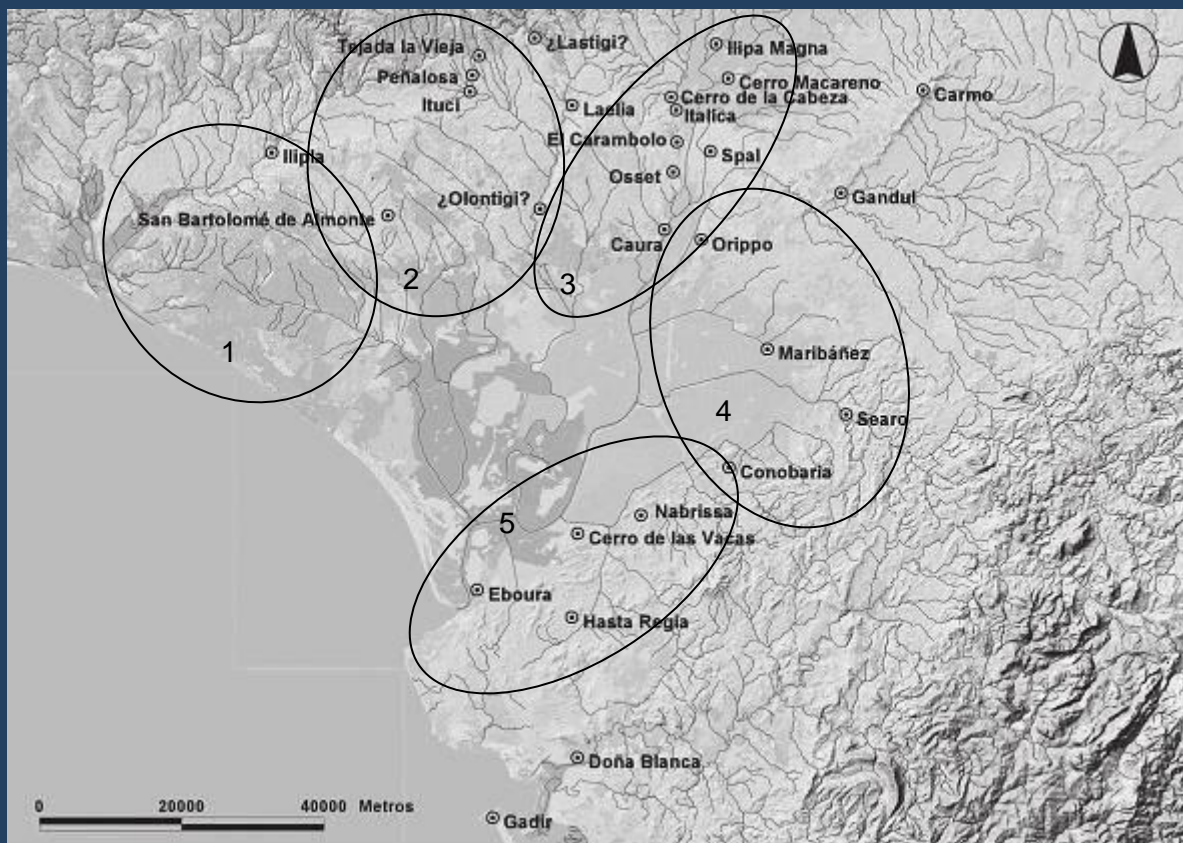 ¿Lastigi?
Tejada la Vieja
Ilipa Magna
Peñalosa
Cerro Macareno
Carmo
Ituci
Cerro de la Cabeza
Laelia
Italica
El Carambolo
Spal
Ilipla
Osset
Gandul
¿Olontigi?
San Bartolomé de Almonte
Caura
Orippo
2
3
1
Maribáñez
4
Searo
Conobaria
5
Nabrissa
Cerro de las Vacas
Eboura
Hasta Regia
Doña Blanca
0 20000 40000 Metros
Gadir